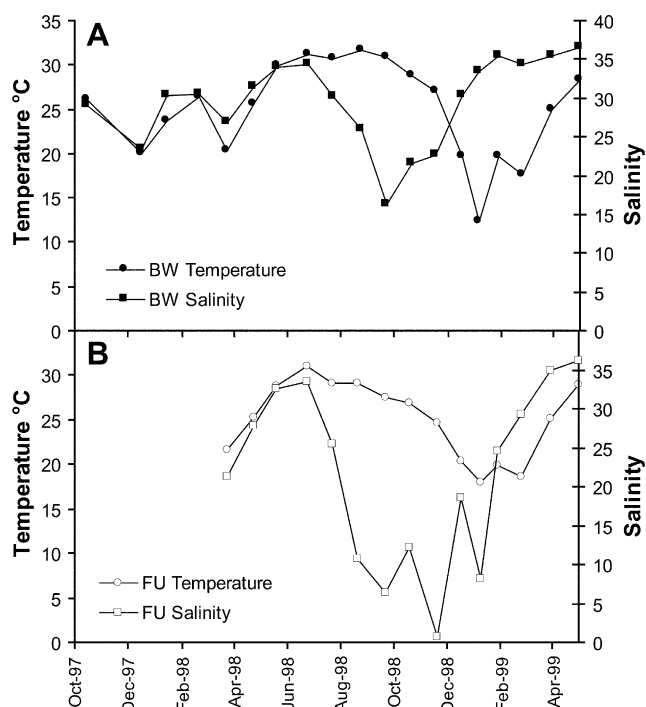 A
35
30
25
20
15
10
5
0
Temperature °C
40
35
30
25
20
15
10
5
0
Salinity
BW Temperature
BW Salinity
B
30
25
20
15
10
5
0
Temperature °C
35
30
25
20
15
10
5
0
Salinity
FU Temperature
FU Salinity
Oct-97
Dec-97
Feb-98
Apr-98
Jun-98
Aug-98
Oct-98
Dec-98
Feb-99
Apr-99